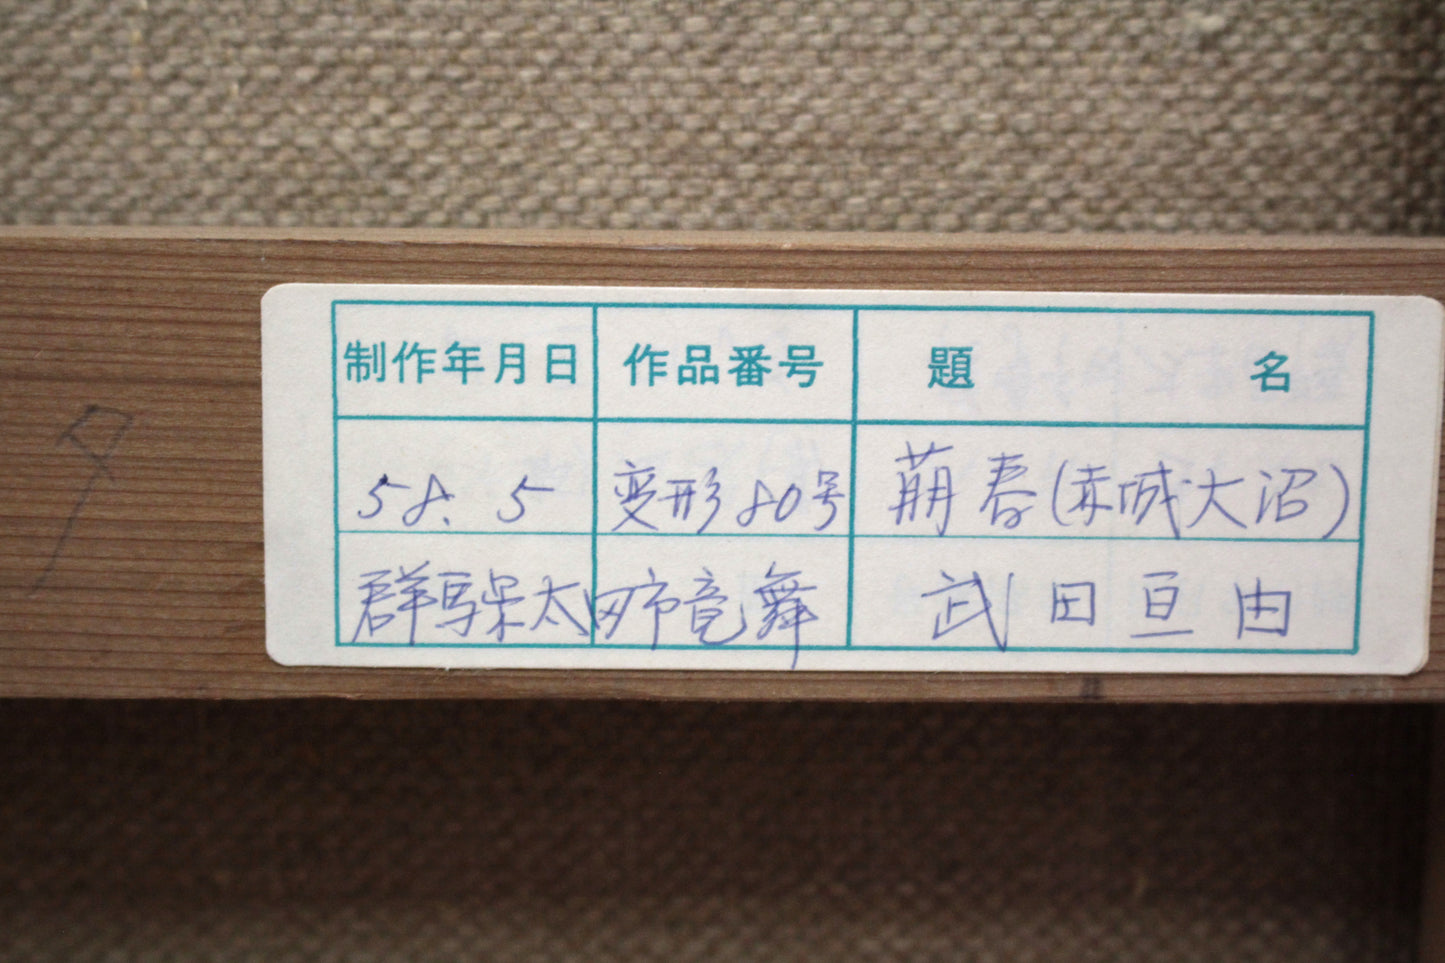 制作年月日 作品番号 題 名
58. 5 変形80号 萠春(赤城大沼)
群馬県太田市竜舞 武田亘由